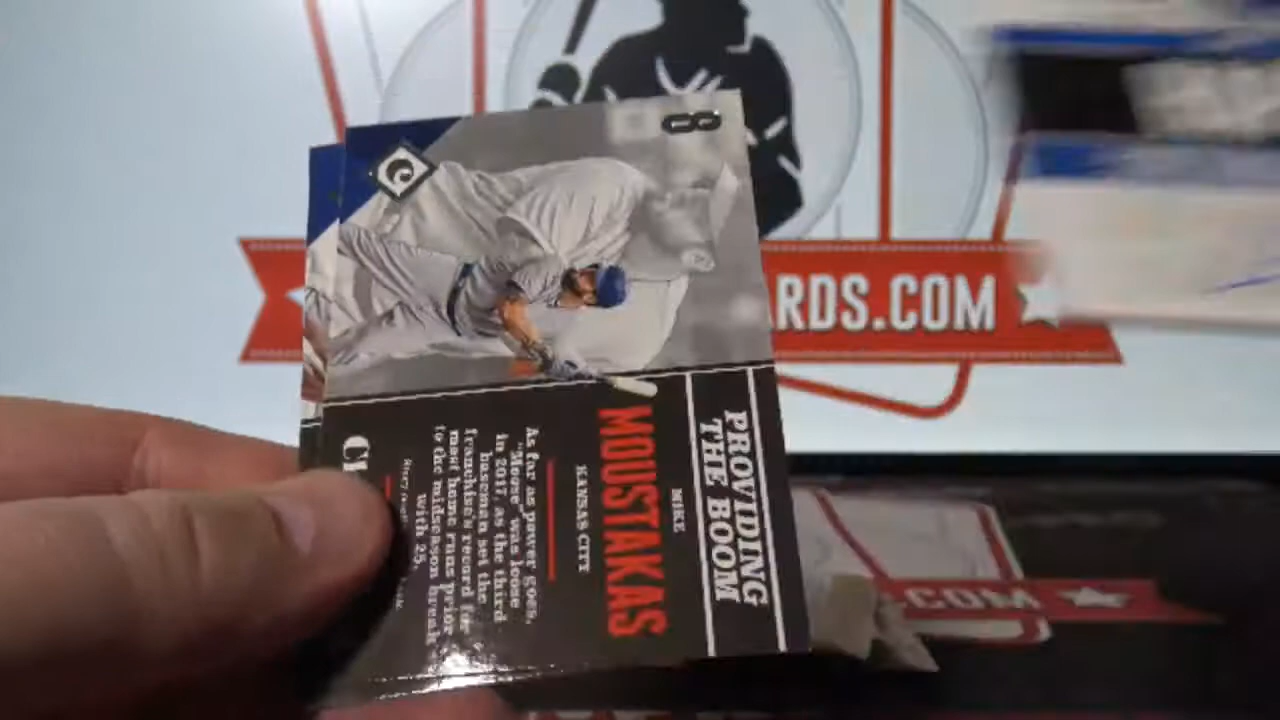 8
PROVIDING
THE BOOM
MIKE
MOUSTAKAS
KANSAS CITY
As far as power goes,
"Moose" was loose
in 2017, as the third
baseman set the
franchise's record for
most home runs prior
to the midseason break
with 25.
C
RDS.COM
.COM